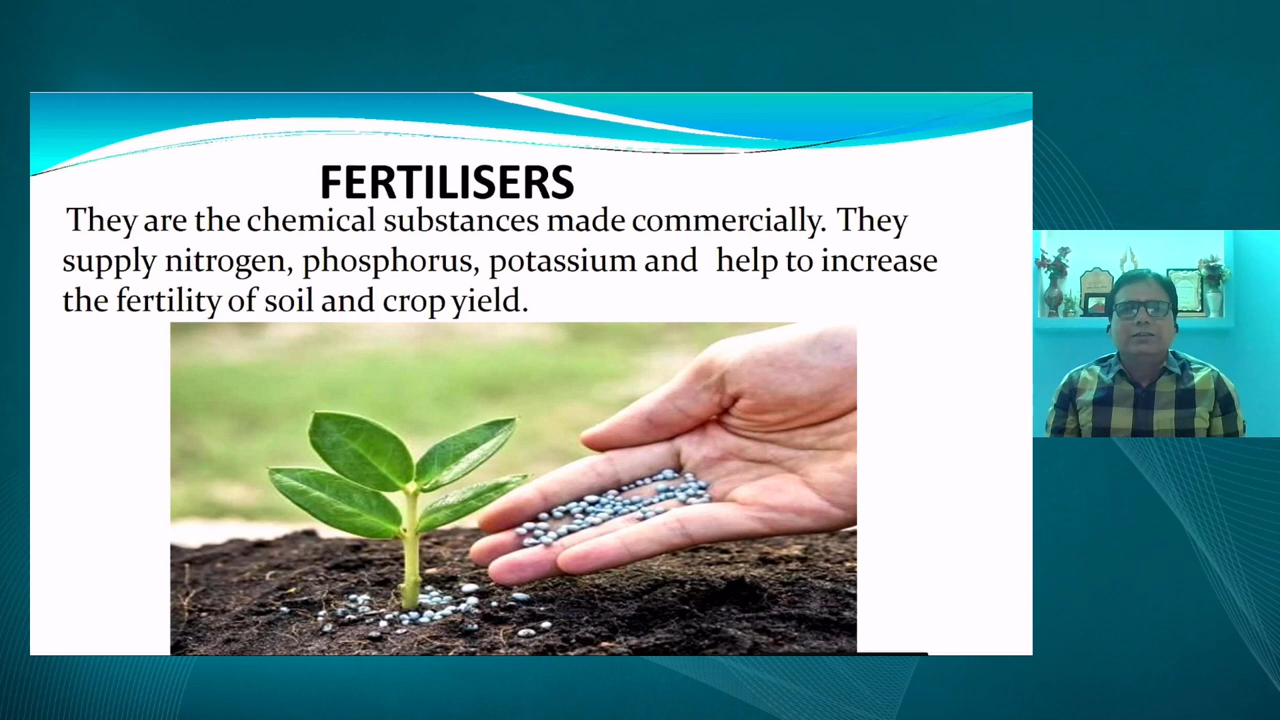 FERTILISERS
They are the chemical substances made commercially. They
supply nitrogen, phosphorus, potassium and help to increase
the fertility of soil and crop yield.